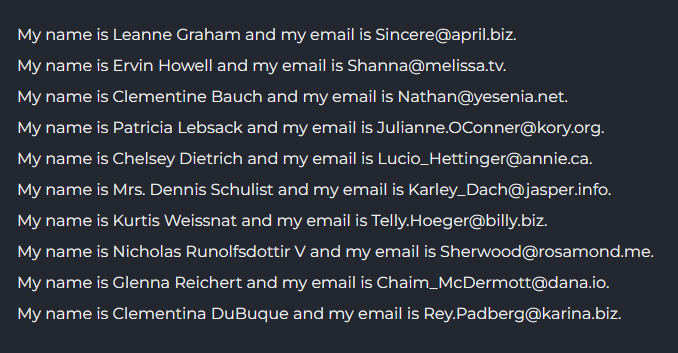 My name is Leanne Graham and my email is Sincere@april.biz.
My name is Ervin Howell and my email is Shanna@melissa.tv.
My name is Clementine Bauch and my email is Nathan@yesenia.net.
My name is Patricia Lebsack and my email is Julianne.OConner@kory.org.
My name is Chelsey Dietrich and my email is Lucio_Hettinger@annie.ca.
My name is Mrs. Dennis Schulist and my email is Karley_Dach@jasper.info.
My name is Kurtis Weissnat and my email is Telly.Hoeger@billy.biz.
My name is Nicholas Runolfsdottir V and my email is Sherwood@rosamond.me.
My name is Glenna Reichert and my email is Chaim_McDermott@dana.io.
My name is Clementina DuBuque and my email is Rey.Padberg@karina.biz.